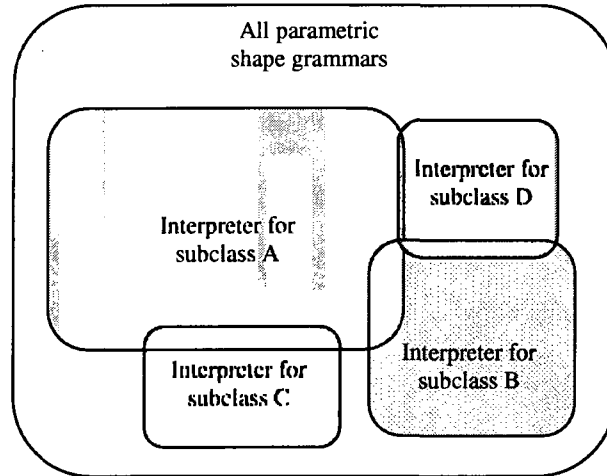 All parametric
shape grammars
Interpreter for
subclass D
Interpreter for
subclass A
Interpreter for
subclass B
Interpreter for
subclass C